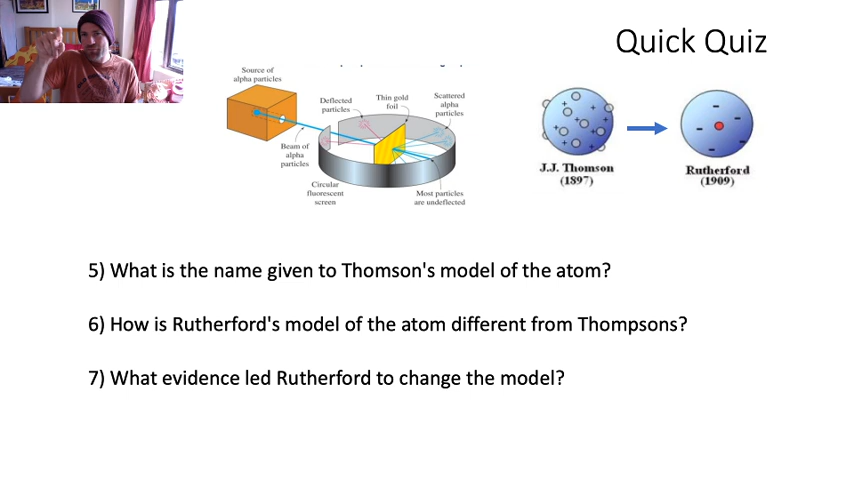 Quick Quiz
Source of
alpha particles
Deflected
particles
Thin gold
foil
Scattered
alpha
particles
Beam of
alpha
particles
Circular
fluorescent
screen
Most particles
are undeflected
J.J. Thomson
(1897)
Rutherford
(1909)
5) What is the name given to Thomson's model of the atom?
6) How is Rutherford's model of the atom different from Thompsons?
7) What evidence led Rutherford to change the model?